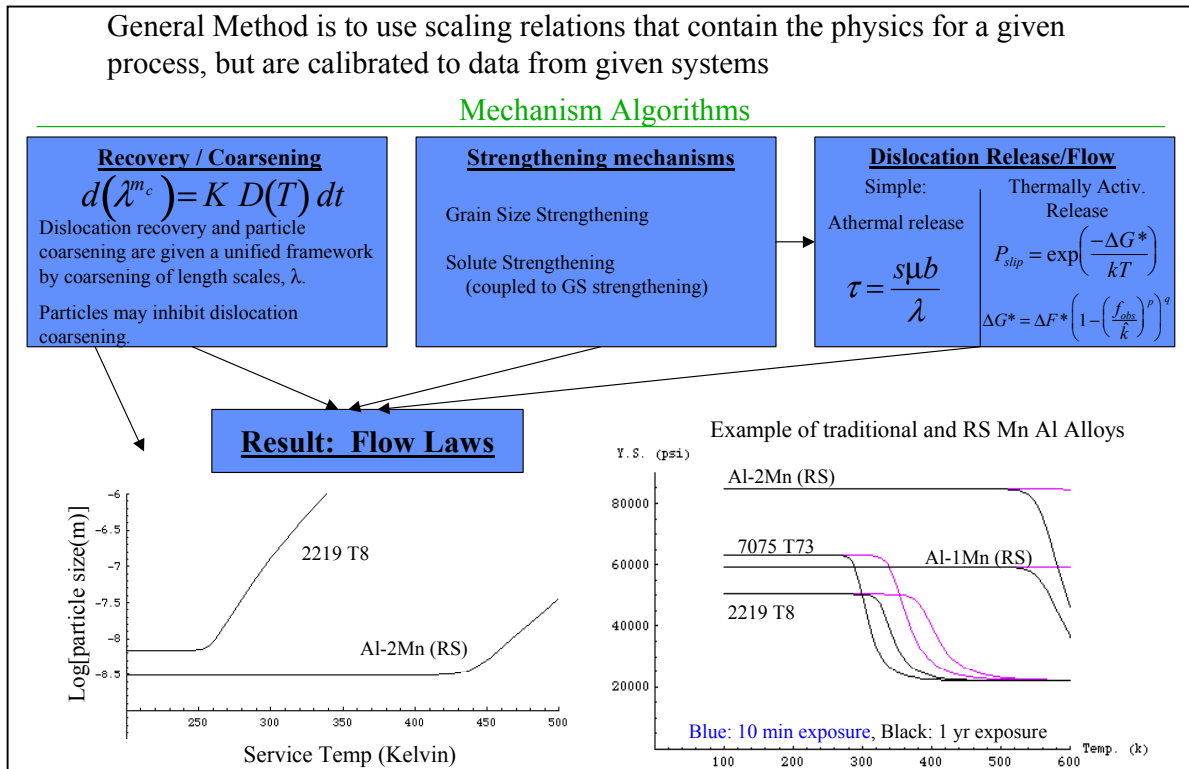 General Method is to use scaling relations that contain the physics for a given
process, but are calibrated to data from given systems
Mechanism Algorithms
Recovery / Coarsening
d(λ^{m_c}) = K D(T) dt
Dislocation recovery and particle
coarsening are given a unified framework
by coarsening of length scales, λ.
Particles may inhibit dislocation
coarsening.
Strengthening mechanisms
Grain Size Strengthening
Solute Strengthening
(coupled to GS strengthening)
Dislocation Release/Flow
Simple:
Athermal release
τ = sμb/λ
Thermally Activ.
Release
P_{slip} = exp(-ΔG*/kT)
ΔG* = ΔF*(1-(f_{obs}/k̂)^p)^q
Result: Flow Laws
Log[particle size(m)]
-6
-6.5
-7
-7.5
-8
-8.5
2219 T8
Al-2Mn (RS)
250 300 350 400 450 500
Service Temp (Kelvin)
Example of traditional and RS Mn Al Alloys
Y.S. (psi)
80000
60000
40000
20000
Al-2Mn (RS)
7075 T73
Al-1Mn (RS)
2219 T8
Blue: 10 min exposure, Black: 1 yr exposure
100 200 300 400 500 600
Temp. (k)